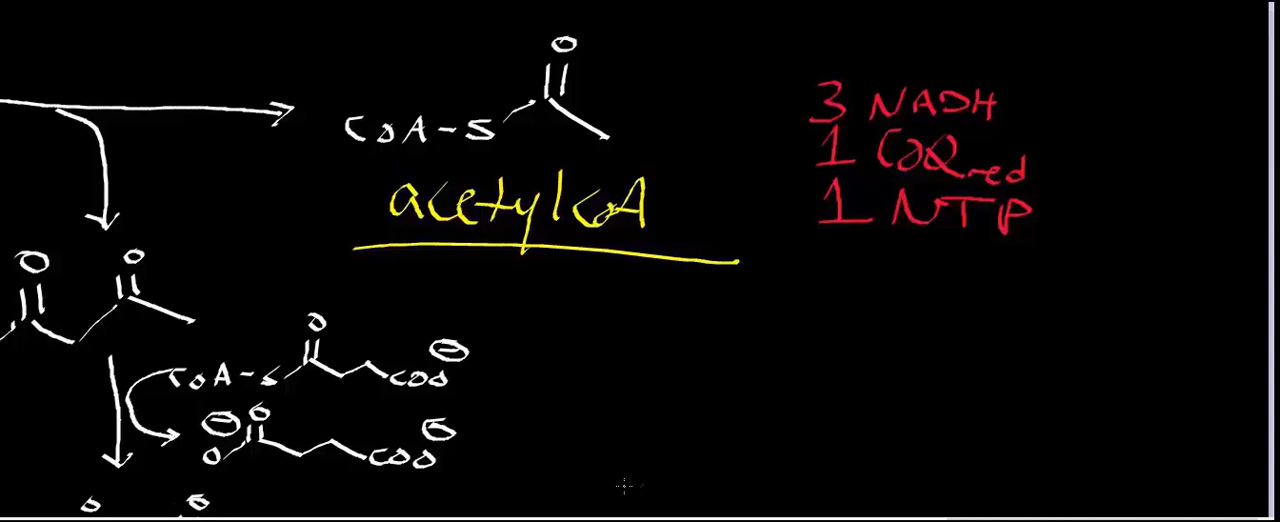 O
CoA-S
acetylcoA
3 NADH
1 CoQred
1 NTP
O
O
O
CoA-S
COO
⊖
⊖
O
O
COO
⊖
O